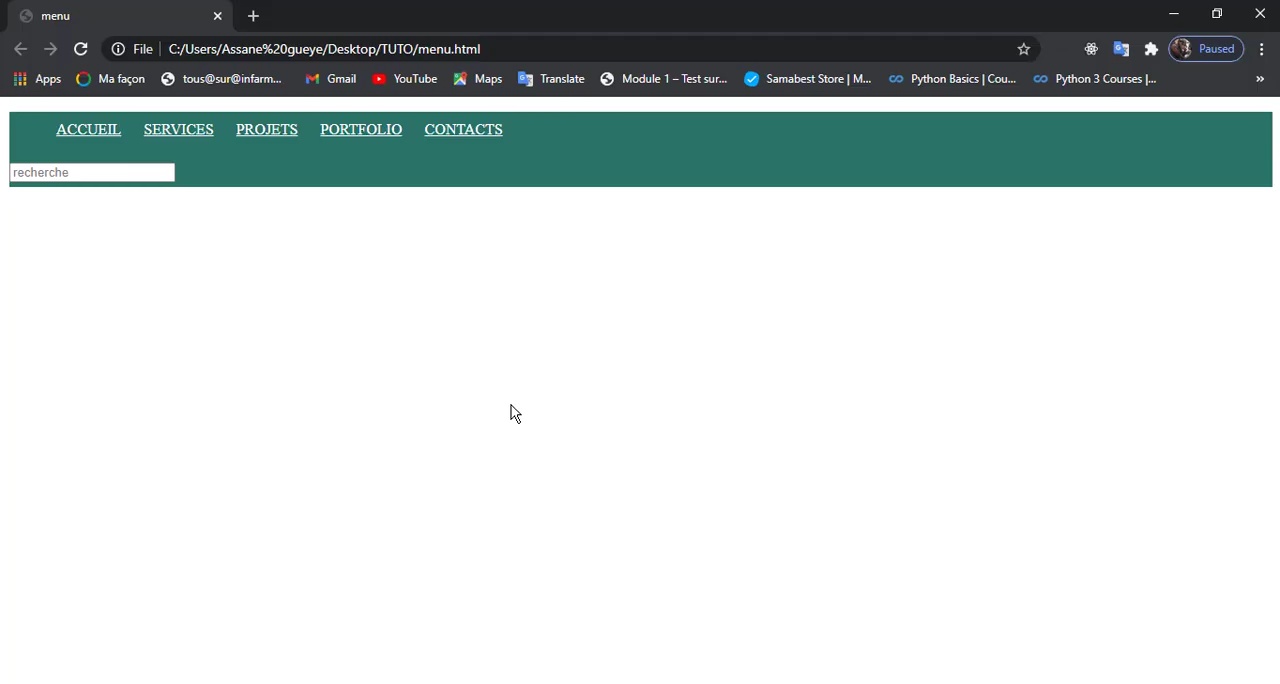 menu
File C:/Users/Assane%20gueye/Desktop/TUTO/menu.html Paused
Apps Ma façon tous@sur@infarm... Gmail YouTube Maps Translate Module 1 – Test sur... Samabest Store | M... Python Basics | Cou... Python 3 Courses |... »
ACCUEIL SERVICES PROJETS PORTFOLIO CONTACTS
recherche